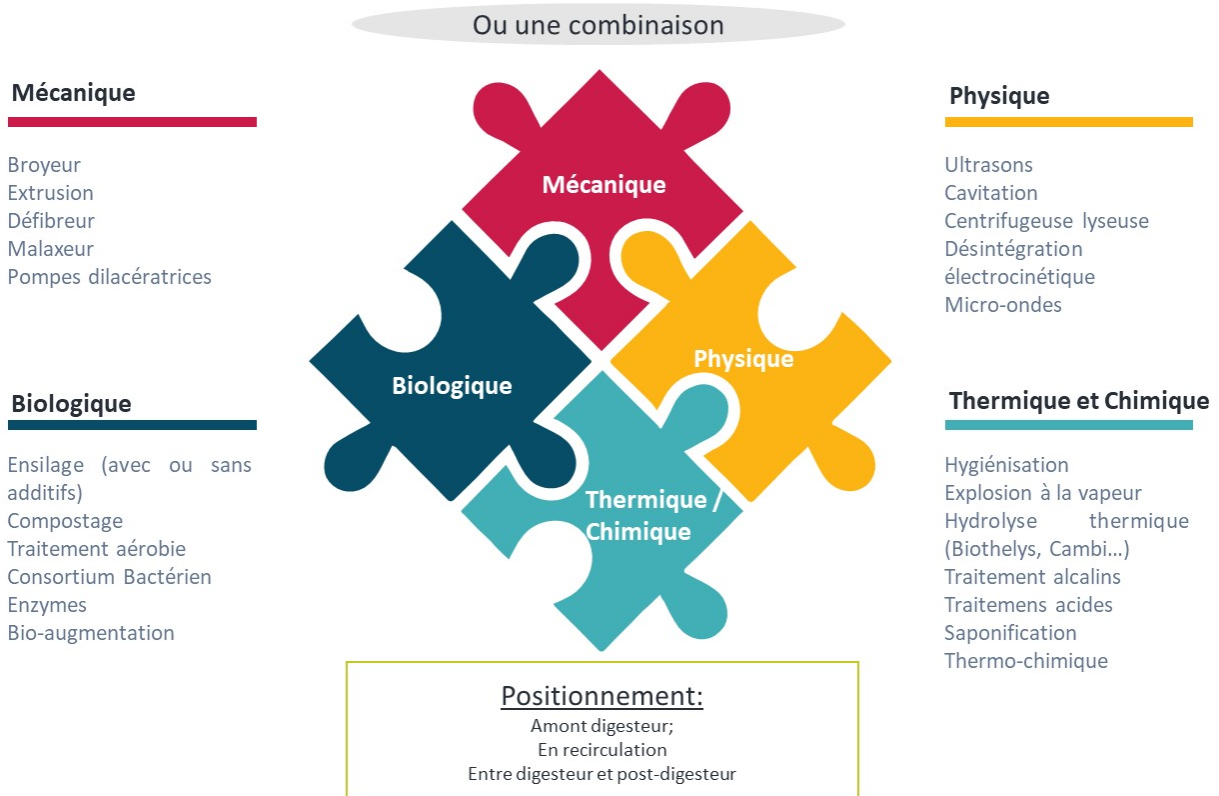 Ou une combinaison
Mécanique
Broyeur
Extrusion
Défibreur
Malaxeur
Pompes dilacératrices
Biologique
Ensilage (avec ou sans
additifs)
Compostage
Traitement aérobie
Consortium Bactérien
Enzymes
Bio-augmentation
Mécanique
Biologique
Physique
Thermique /
Chimique
Physique
Ultrasons
Cavitation
Centrifugeuse lyseuse
Désintégration
électrocinétique
Micro-ondes
Thermique et Chimique
Hygiénisation
Explosion à la vapeur
Hydrolyse thermique
(Biothelys, Cambi…)
Traitement alcalins
Traitemens acides
Saponification
Thermo-chimique
Positionnement:
Amont digesteur;
En recirculation
Entre digesteur et post-digesteur